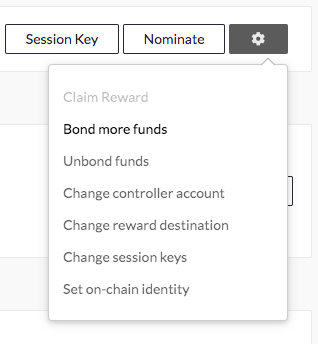 Session Key
Nominate
Claim Reward
Bond more funds
Unbond funds
Change controller account
Change reward destination
Change session keys
Set on-chain identity